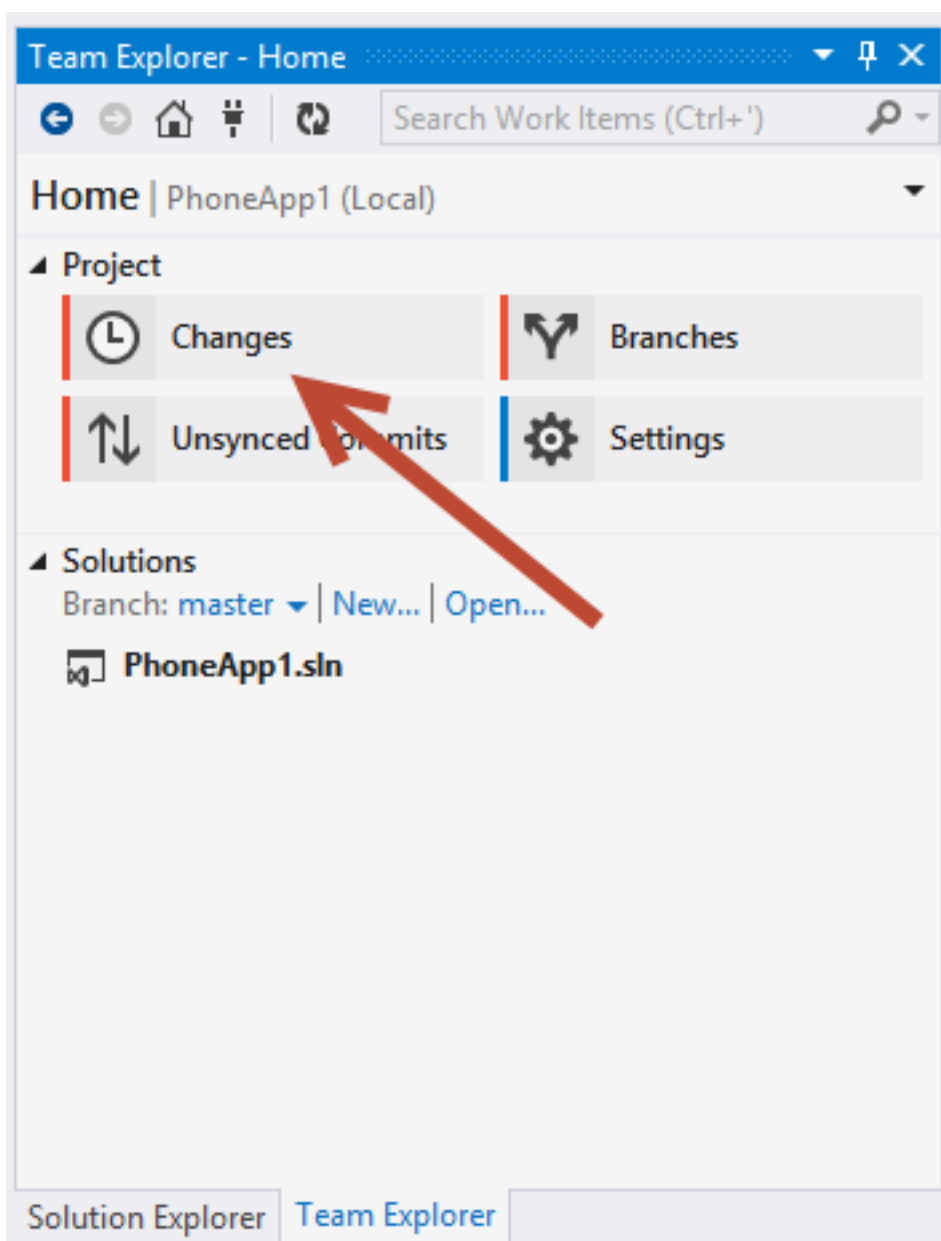 Team Explorer - Home
Search Work Items (Ctrl+')
Home | PhoneApp1 (Local)
Project
Changes
Branches
Unsynced Commits
Settings
Solutions
Branch: master | New... | Open...
PhoneApp1.sln
Solution Explorer
Team Explorer